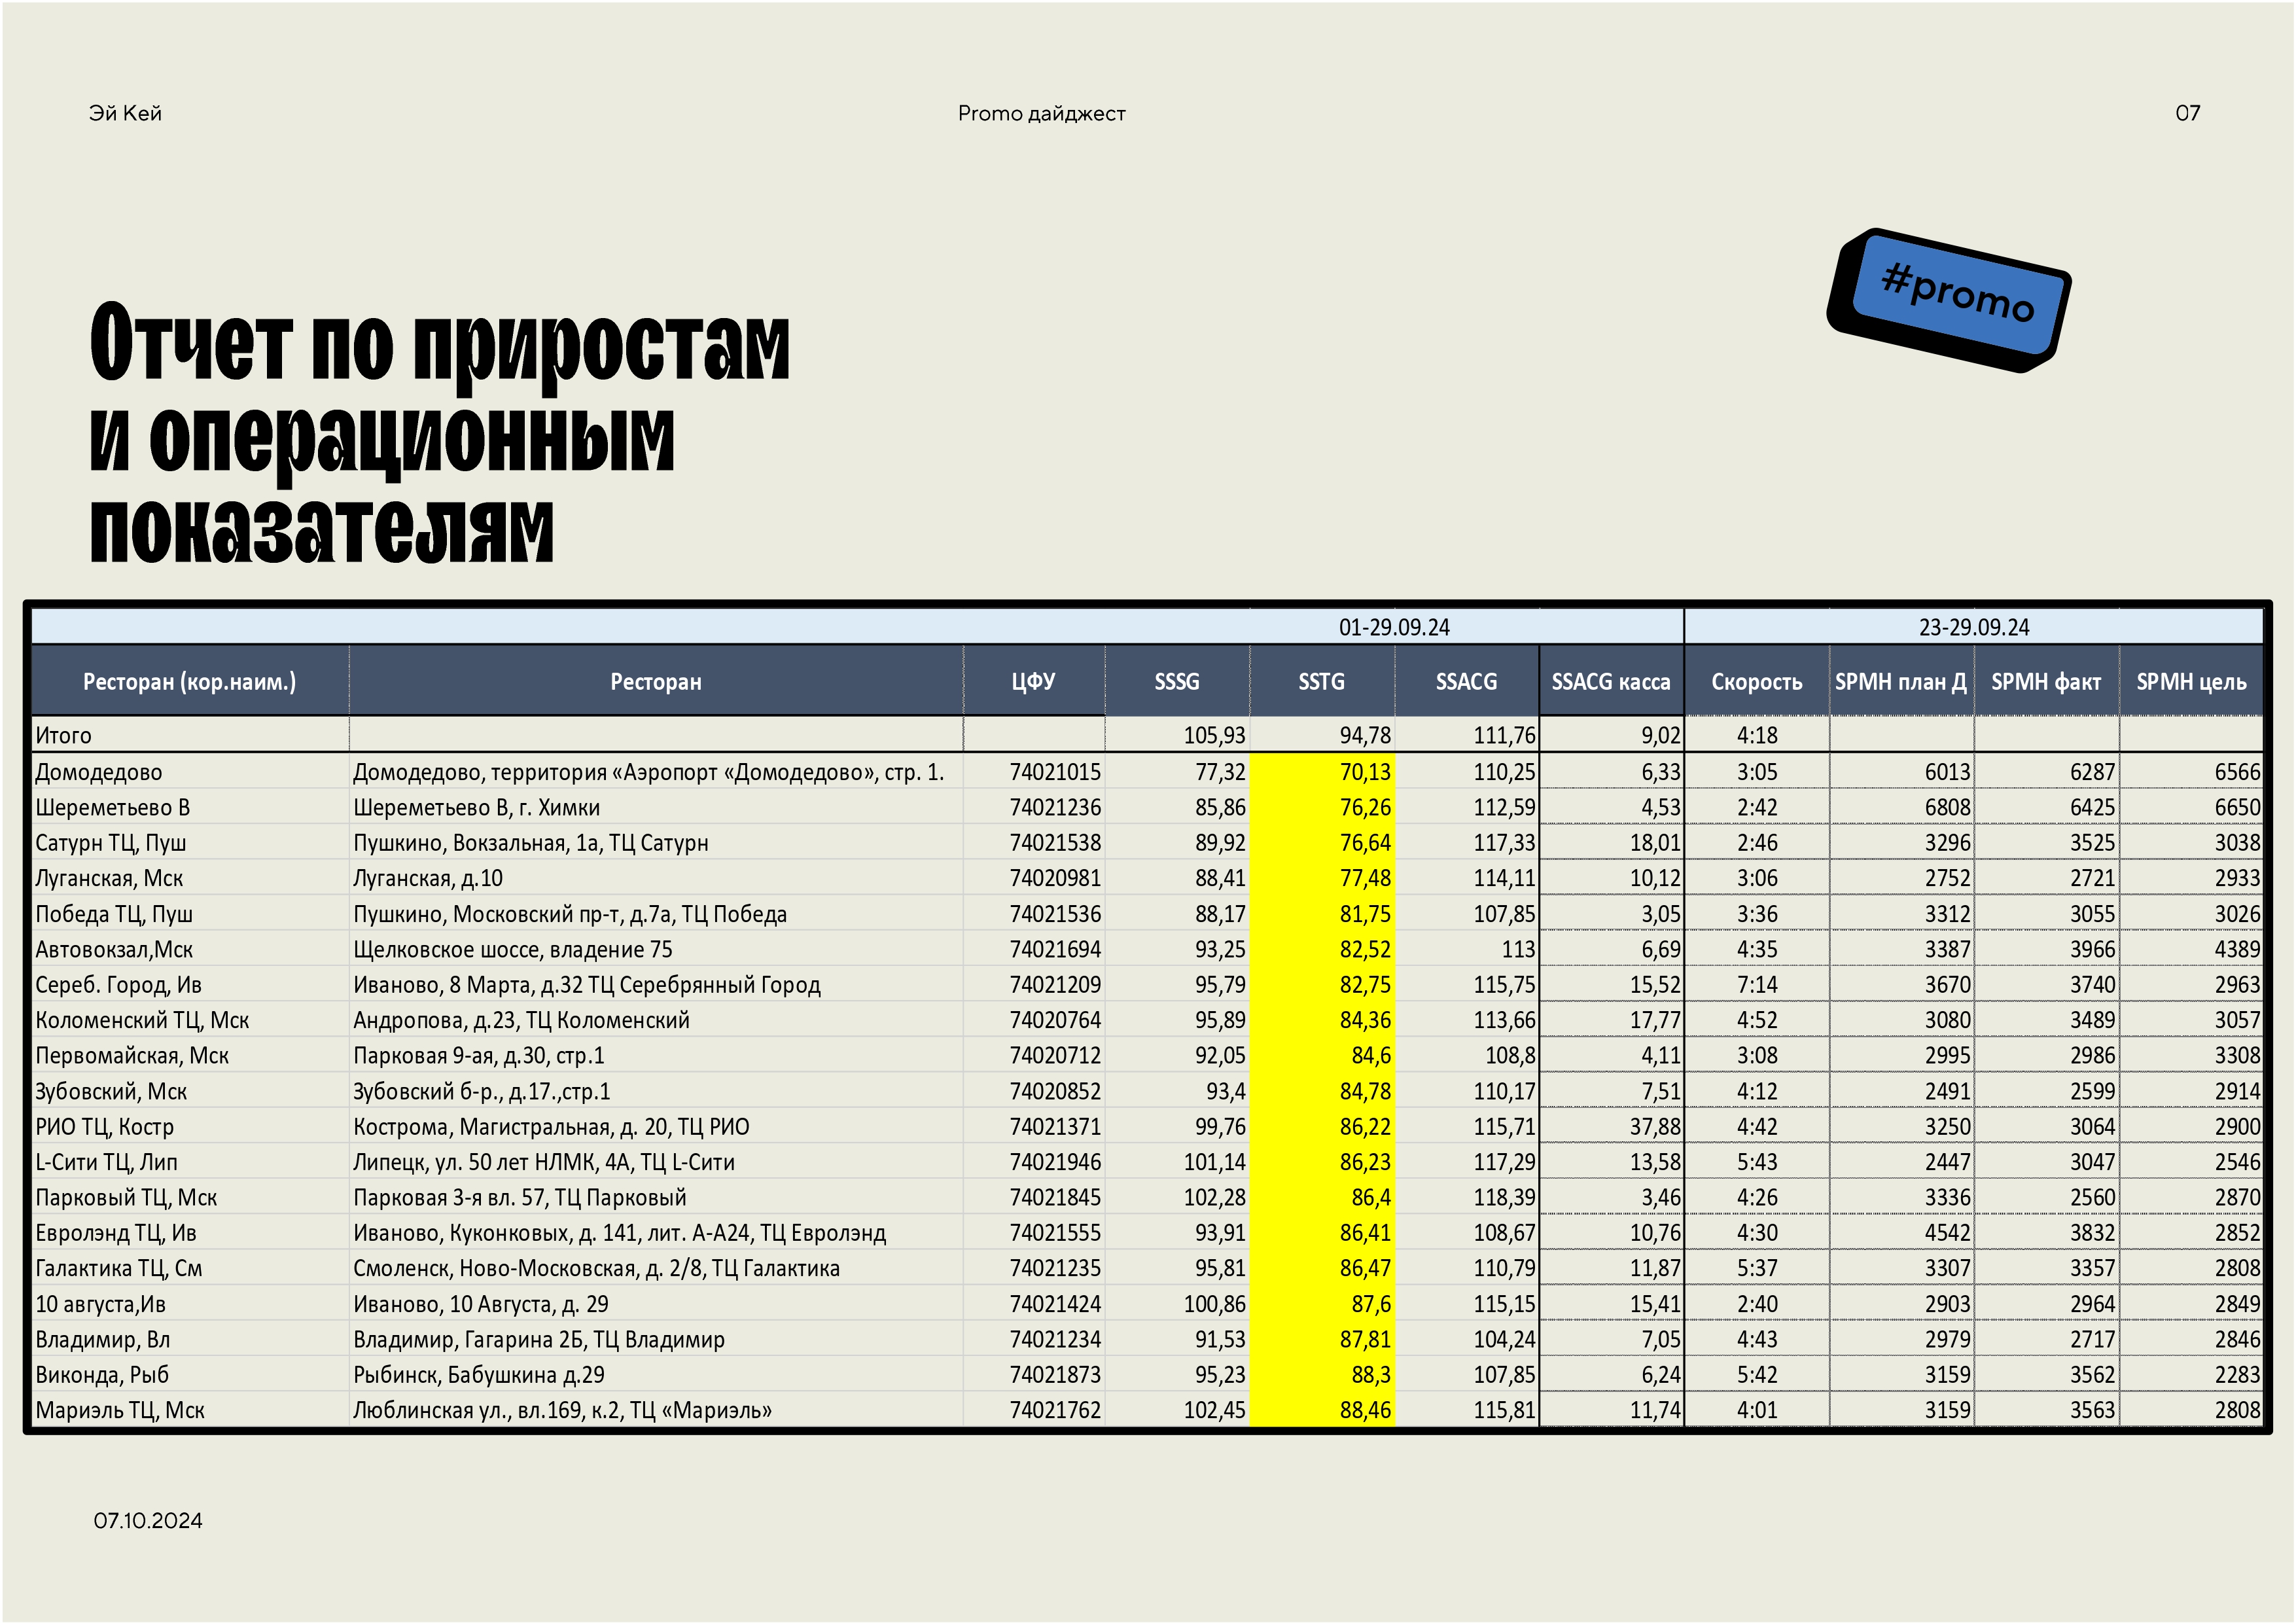 Эй Кей Promo дайджест 07
#promo
Отчет по приростам
и операционным
показателям
01-29.09.24 23-29.09.24
Ресторан (кор.наим.) Ресторан ЦФУ SSSG SSTG SSACG SSACG касса Скорость SPMH план Д SPMH факт SPMH цель
Итого 105,93 94,78 111,76 9,02 4:18
Домодедово Домодедово, территория «Аэропорт «Домодедово», стр. 1. 74021015 77,32 70,13 110,25 6,33 3:05 6013 6287 6566
Шереметьево В Шереметьево В, г. Химки 74021236 85,86 76,26 112,59 4,53 2:42 6808 6425 6650
Сатурн ТЦ, Пуш Пушкино, Вокзальная, 1а, ТЦ Сатурн 74021538 89,92 76,64 117,33 18,01 2:46 3296 3525 3038
Луганская, Мск Луганская, д.10 74020981 88,41 77,48 114,11 10,12 3:06 2752 2721 2933
Победа ТЦ, Пуш Пушкино, Московский пр-т, д.7а, ТЦ Победа 74021536 88,17 81,75 107,85 3,05 3:36 3312 3055 3026
Автовокзал,Мск Щелковское шоссе, владение 75 74021694 93,25 82,52 113 6,69 4:35 3387 3966 4389
Сереб. Город, Ив Иваново, 8 Марта, д.32 ТЦ Серебрянный Город 74021209 95,79 82,75 115,75 15,52 7:14 3670 3740 2963
Коломенский ТЦ, Мск Андропова, д.23, ТЦ Коломенский 74020764 95,89 84,36 113,66 17,77 4:52 3080 3489 3057
Первомайская, Мск Парковая 9-ая, д.30, стр.1 74020712 92,05 84,6 108,8 4,11 3:08 2995 2986 3308
Зубовский, Мск Зубовский б-р., д.17.,стр.1 74020852 93,4 84,78 110,17 7,51 4:12 2491 2599 2914
РИО ТЦ, Костр Кострома, Магистральная, д. 20, ТЦ РИО 74021371 99,76 86,22 115,71 37,88 4:42 3250 3064 2900
L-Сити ТЦ, Лип Липецк, ул. 50 лет НЛМК, 4А, ТЦ L-Сити 74021946 101,14 86,23 117,29 13,58 5:43 2447 3047 2546
Парковый ТЦ, Мск Парковая 3-я вл. 57, ТЦ Парковый 74021845 102,28 86,4 118,39 3,46 4:26 3336 2560 2870
Евролэнд ТЦ, Ив Иваново, Куконковых, д. 141, лит. А-А24, ТЦ Евролэнд 74021555 93,91 86,41 108,67 10,76 4:30 4542 3832 2852
Галактика ТЦ, См Смоленск, Ново-Московская, д. 2/8, ТЦ Галактика 74021235 95,81 86,47 110,79 11,87 5:37 3307 3357 2808
10 августа,Ив Иваново, 10 Августа, д. 29 74021424 100,86 87,6 115,15 15,41 2:40 2903 2964 2849
Владимир, Вл Владимир, Гагарина 2Б, ТЦ Владимир 74021234 91,53 87,81 104,24 7,05 4:43 2979 2717 2846
Виконда, Рыб Рыбинск, Бабушкина д.29 74021873 95,23 88,3 107,85 6,24 5:42 3159 3562 2283
Мариэль ТЦ, Мск Люблинская ул., вл.169, к.2, ТЦ «Мариэль» 74021762 102,45 88,46 115,81 11,74 4:01 3159 3563 2808
07.10.2024